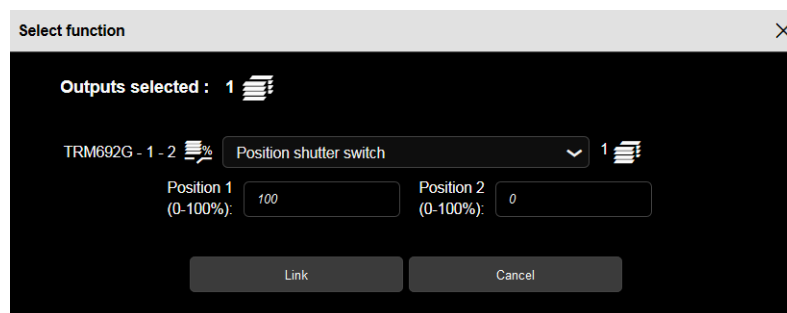 Select function
Outputs selected : 1
TRM692G - 1 - 2 % Position shutter switch 1
Position 1 Position 2
(0-100%): 100 (0-100%): 0
Link Cancel